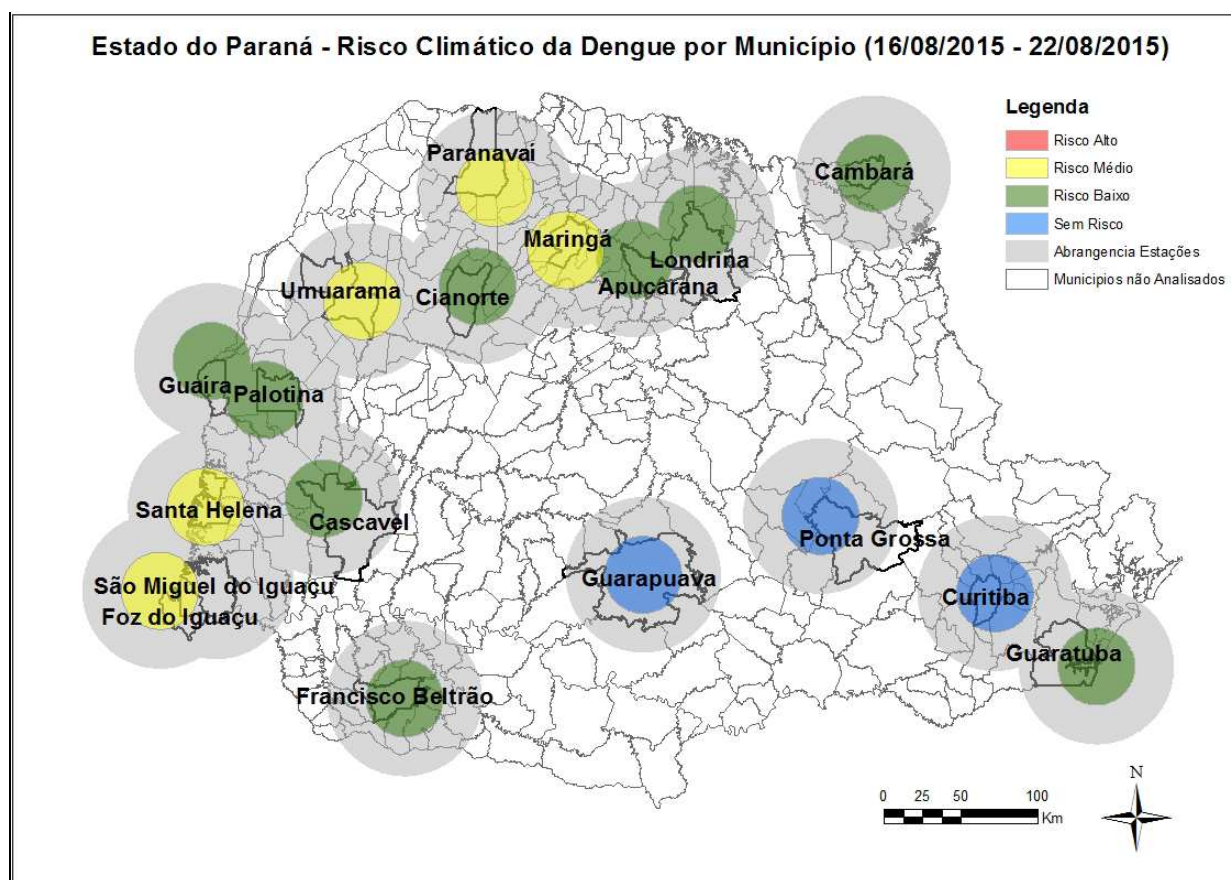 Estado do Paraná - Risco Climático da Dengue por Município (16/08/2015 - 22/08/2015)
Legenda
Risco Alto
Risco Médio
Risco Baixo
Sem Risco
Abrangencia Estações
Municipios não Analisados
Paranavaí
Cambará
Maringá
Londrina
Umuarama
Cianorte
Apucarana
Guaíra
Palotina
Santa Helena
Cascavel
Ponta Grossa
São Miguel do Iguaçu
Guarapuava
Foz do Iguaçu
Curitiba
Guaratuba
Francisco Beltrão
N
0 25 50 100
Km